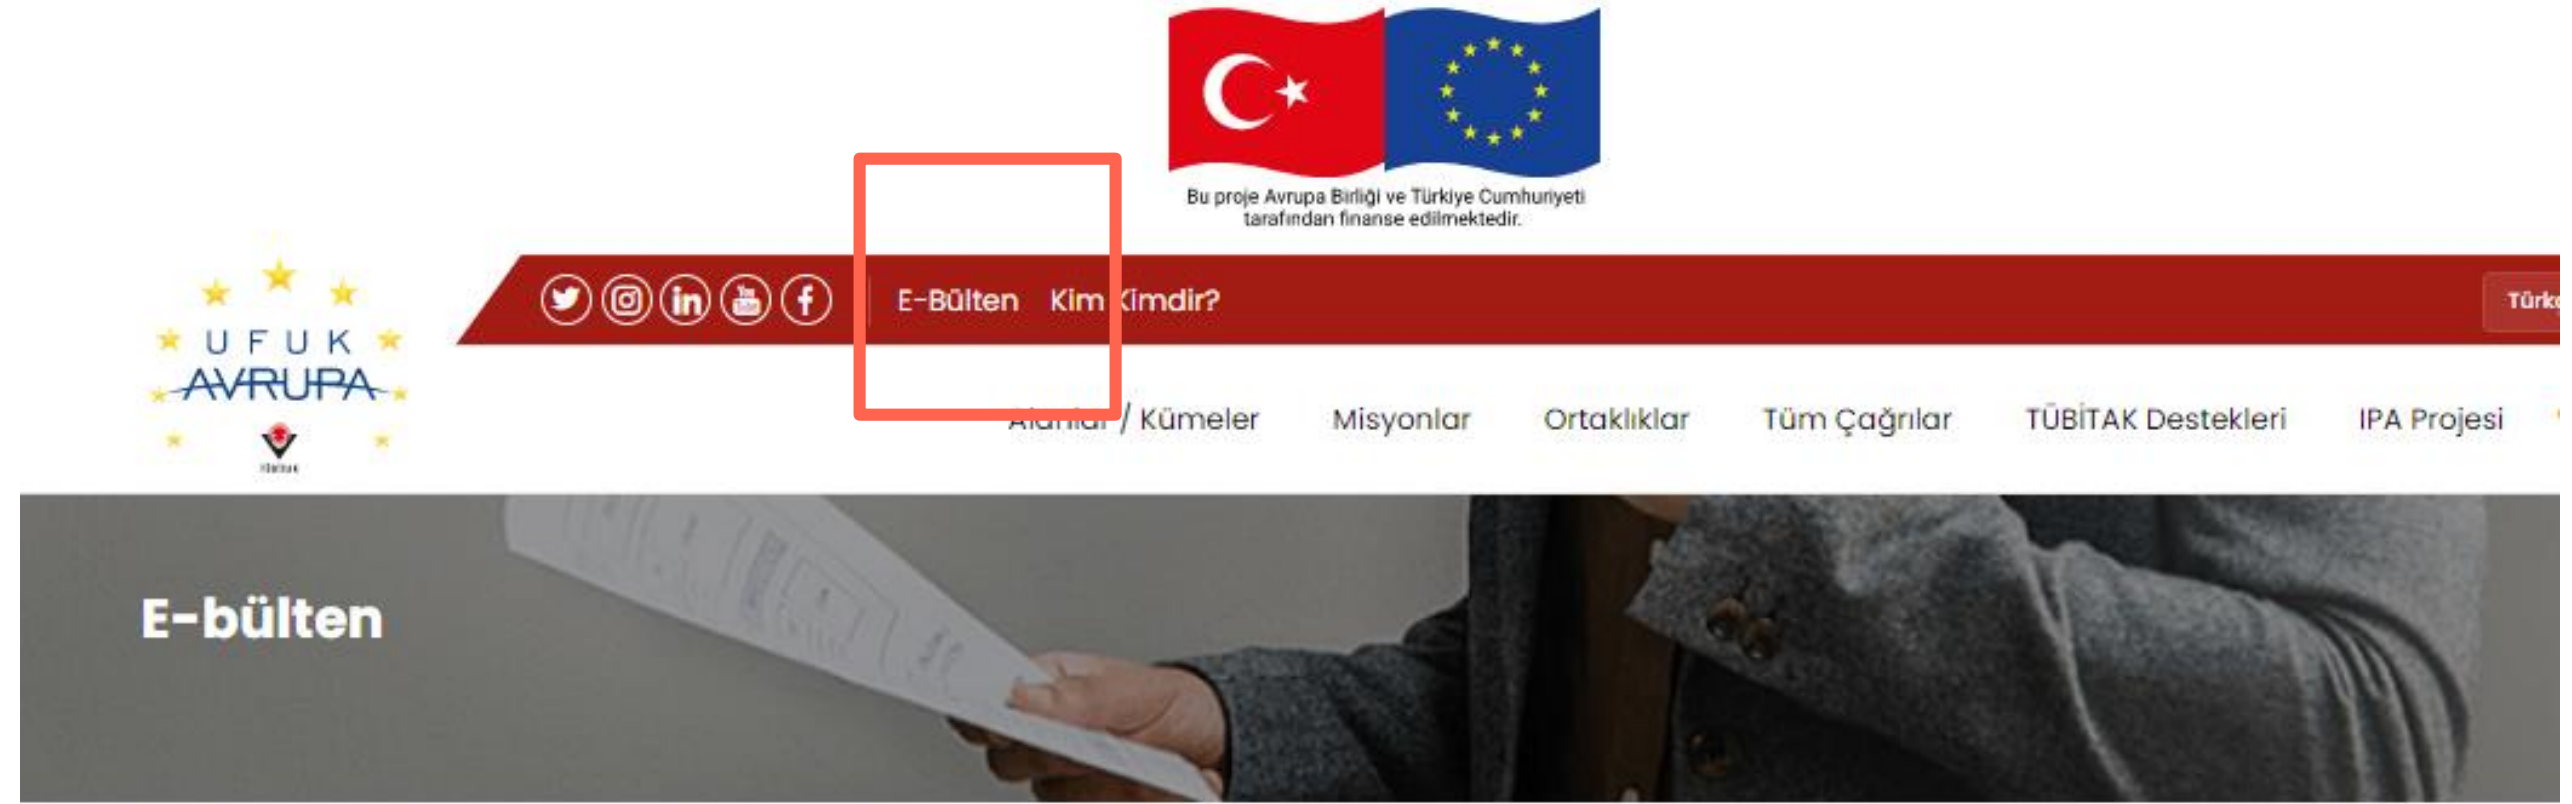 Bu proje Avrupa Birliği ve Türkiye Cumhuriyeti
tarafından finanse edilmektedir.
E-Bülten Kim Kimdir?
UFUK
AVRUPA
Alanlar / Kümeler Misyonlar Ortaklıklar Tüm Çağrılar TÜBİTAK Destekleri IPA Projesi
E-bülten